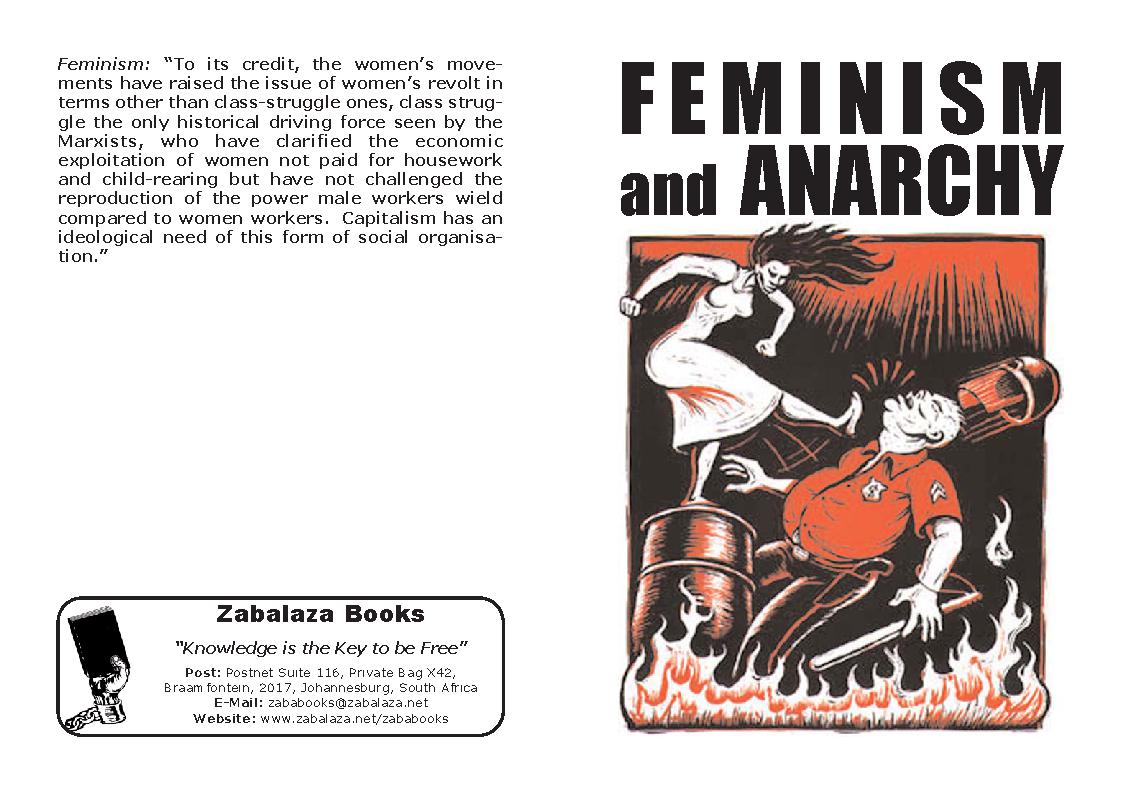 Feminism: “To its credit, the women’s move-
ments have raised the issue of women’s revolt in
terms other than class-struggle ones, class strug-
gle the only historical driving force seen by the
Marxists, who have clarified the economic
exploitation of women not paid for housework
and child-rearing but have not challenged the
reproduction of the power male workers wield
compared to women workers. Capitalism has an
ideological need of this form of social organisa-
tion.”
Zabalaza Books
“Knowledge is the Key to be Free”
Post: Postnet Suite 116, Private Bag X42,
Braamfontein, 2017, Johannesburg, South Africa
E-Mail: zababooks@zabalaza.net
Website: www.zabalaza.net/zababooks
FEMINISM
and ANARCHY